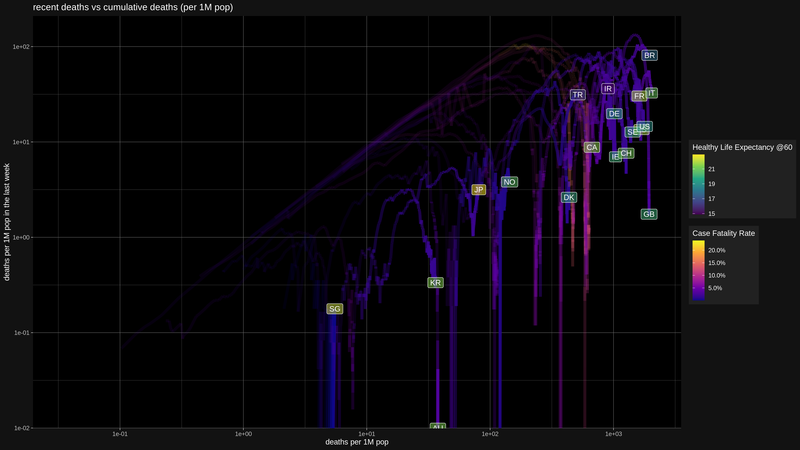 recent deaths vs cumulative deaths (per 1M pop)
deaths per 1M pop in the last week
1e+02
1e+01
1e+00
1e-01
1e-02
BR
IR
IT
TR
FR
DE
US
CA
CH
JP
NO
DK
GB
KR
SG
AU
1e-01
1e+00
1e+01
1e+02
1e+03
deaths per 1M pop
Healthy Life Expectancy @60
21
19
17
15
Case Fatality Rate
20.0%
15.0%
10.0%
5.0%